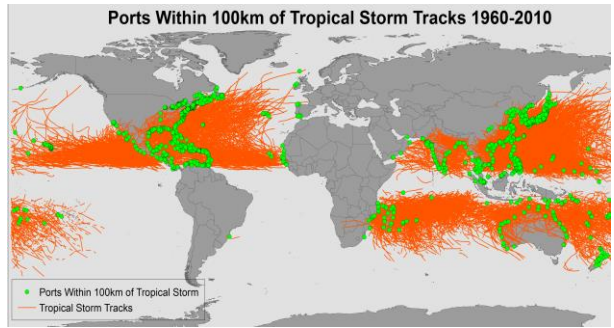 Ports Within 100km of Tropical Storm Tracks 1960-2010
Ports Within 100km of Tropical Storm
Tropical Storm Tracks